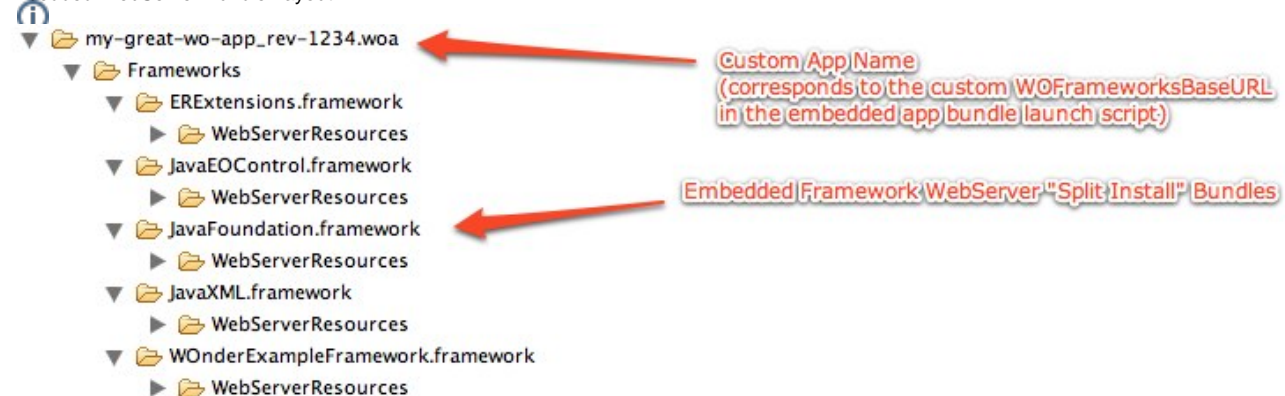 my-great-wo-app_rev-1234.woa
Frameworks
ERExtensions.framework
WebServerResources
JavaEOControl.framework
WebServerResources
JavaFoundation.framework
WebServerResources
JavaXML.framework
WebServerResources
WOnderExampleFramework.framework
WebServerResources
Custom App Name
(corresponds to the custom WOFrameworksBaseURL
in the embedded app bundle launch script)
Embedded Framework WebServer "Split Install" Bundles